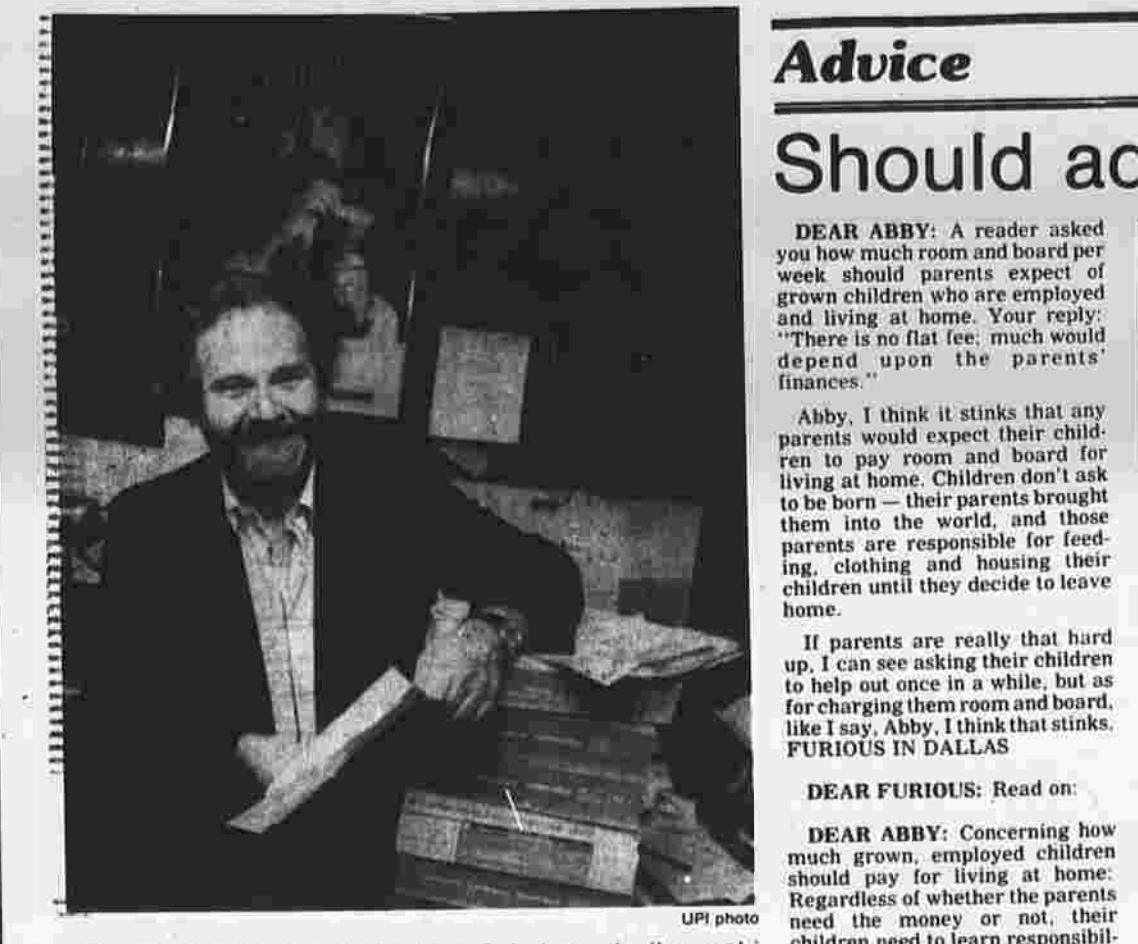 UPI photo
Advice
Should ad
DEAR ABBY: A reader asked
you how much room and board per
week should parents expect of
grown children who are employed
and living at home. Your reply:
"There is no flat fee; much would
depend upon the parents'
finances."
Abby, I think it stinks that any
parents would expect their child-
ren to pay room and board for
living at home. Children don't ask
to be born — their parents brought
them into the world, and those
parents are responsible for feed-
ing, clothing and housing their
children until they decide to leave
home.
If parents are really that hard
up, I can see asking their children
to help out once in a while, but as
for charging them room and board,
like I say, Abby, I think that stinks.
FURIOUS IN DALLAS
DEAR FURIOUS: Read on:
DEAR ABBY: Concerning how
much grown, employed children
should pay for living at home:
Regardless of whether the parents
need the money or not, their
children need to learn responsibil-